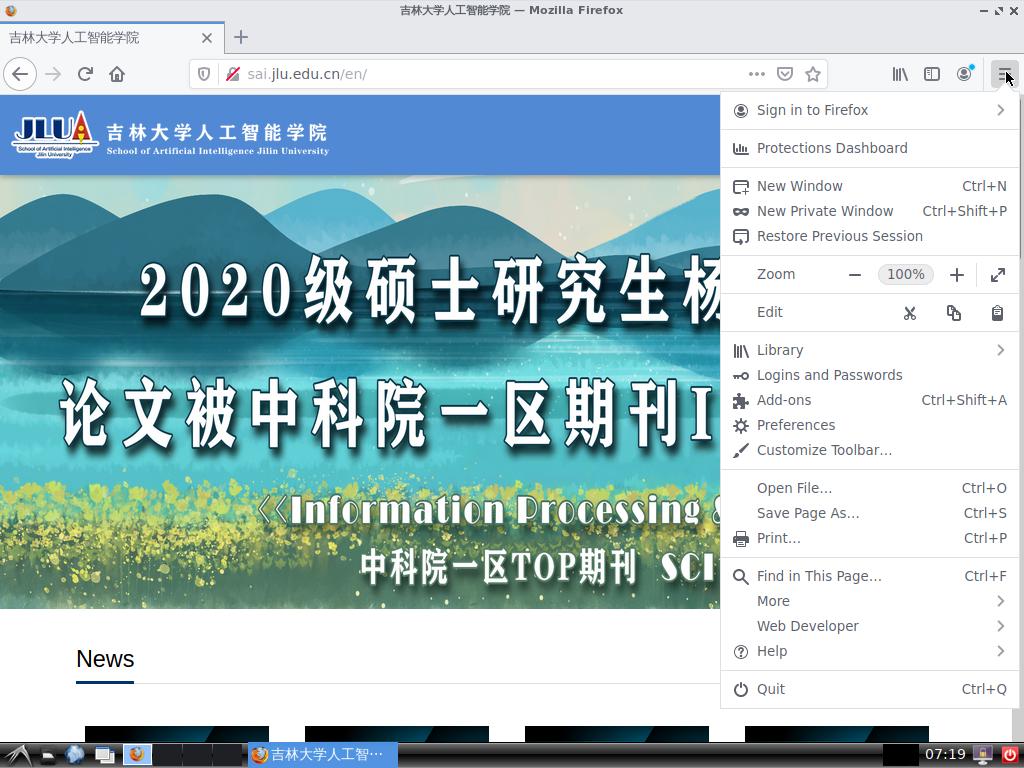 吉林大学人工智能学院 — Mozilla Firefox
吉林大学人工智能学院
sai.jlu.edu.cn/en/
JLUAI
School of Artificial Intelligence
Jilin University
吉林大学人工智能学院
School of Artificial Intelligence Jilin University
2020级硕士研究生杨
论文被中科院一区期刊I
《Information Processing &
中科院一区TOP期刊 SCI
News
Sign in to Firefox
Protections Dashboard
New Window Ctrl+N
New Private Window Ctrl+Shift+P
Restore Previous Session
Zoom 100%
Edit
Library
Logins and Passwords
Add-ons Ctrl+Shift+A
Preferences
Customize Toolbar…
Open File… Ctrl+O
Save Page As… Ctrl+S
Print… Ctrl+P
Find in This Page… Ctrl+F
More
Web Developer
Help
Quit Ctrl+Q
吉林大学人工智…
07:19